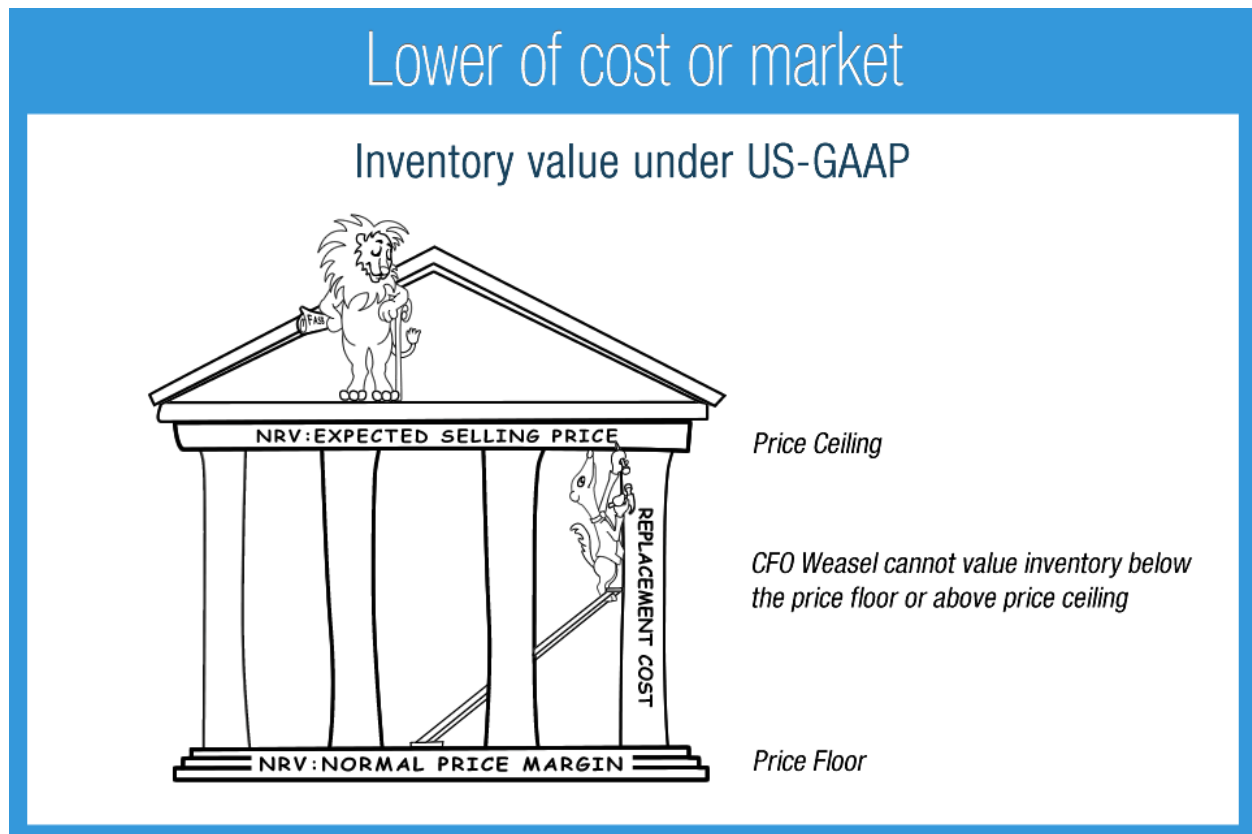 Lower of cost or market
Inventory value under US-GAAP
FASB
NRV:EXPECTED SELLING PRICE
Price Ceiling
REPLACEMENT COST
CFO Weasel cannot value inventory below
the price floor or above price ceiling
NRV:NORMAL PRICE MARGIN
Price Floor